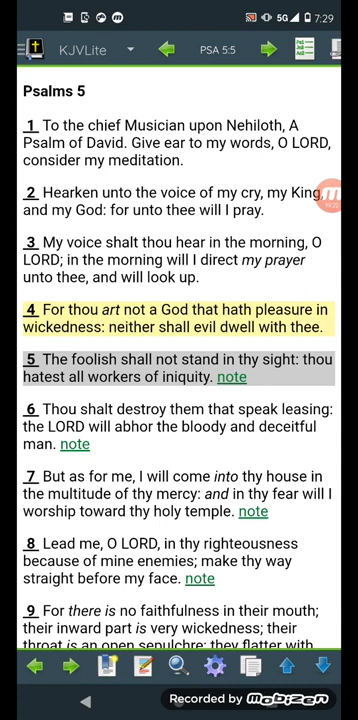 5G 7:29
KJVLite PSA 5:5
Psalms 5
1 To the chief Musician upon Nehiloth, A
Psalm of David. Give ear to my words, O LORD,
consider my meditation.
2 Hearken unto the voice of my cry, my King,
and my God: for unto thee will I pray.
3 My voice shalt thou hear in the morning, O
LORD; in the morning will I direct my prayer
unto thee, and will look up.
4 For thou art not a God that hath pleasure in
wickedness: neither shall evil dwell with thee.
5 The foolish shall not stand in thy sight: thou
hatest all workers of iniquity. note
6 Thou shalt destroy them that speak leasing:
the LORD will abhor the bloody and deceitful
man. note
7 But as for me, I will come into thy house in
the multitude of thy mercy: and in thy fear will I
worship toward thy holy temple. note
8 Lead me, O LORD, in thy righteousness
because of mine enemies; make thy way
straight before my face. note
9 For there is no faithfulness in their mouth;
their inward part is very wickedness; their
throat is an open sepulchre; they flatter with
Recorded by mobizen